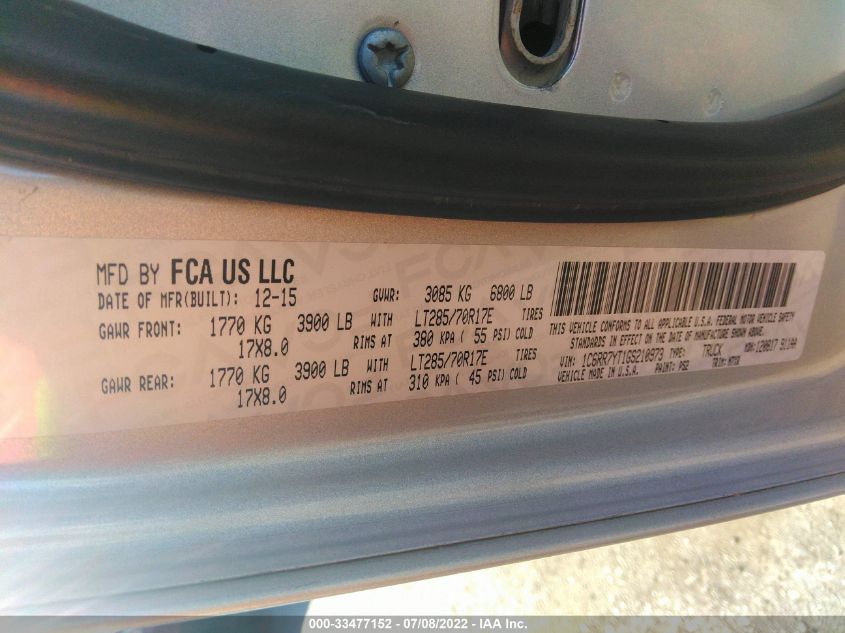 MFD BY FCA US LLC
DATE OF MFR(BUILT): 12-15 GVWR: 3085 KG 6800 LB
GAWR FRONT: 1770 KG 3900 LB WITH LT285/70R17E TIRES
17X8.0 RIMS AT 380 KPA ( 55 PSI) COLD
GAWR REAR: 1770 KG 3900 LB WITH LT285/70R17E TIRES
17X8.0 RIMS AT 310 KPA ( 45 PSI) COLD
THIS VEHICLE CONFORMS TO ALL APPLICABLE U.S.A. FEDERAL MOTOR VEHICLE SAFETY
STANDARDS IN EFFECT ON THE DATE OF MANUFACTURE SHOWN ABOVE.
VIN: 1C6RR7YT1GS210973 TYPE: TRUCK MDH:
VEHICLE MADE IN U.S.A. PAINT: PS2 TRIM:
000-33477152 - 07/08/2022 - IAA Inc.